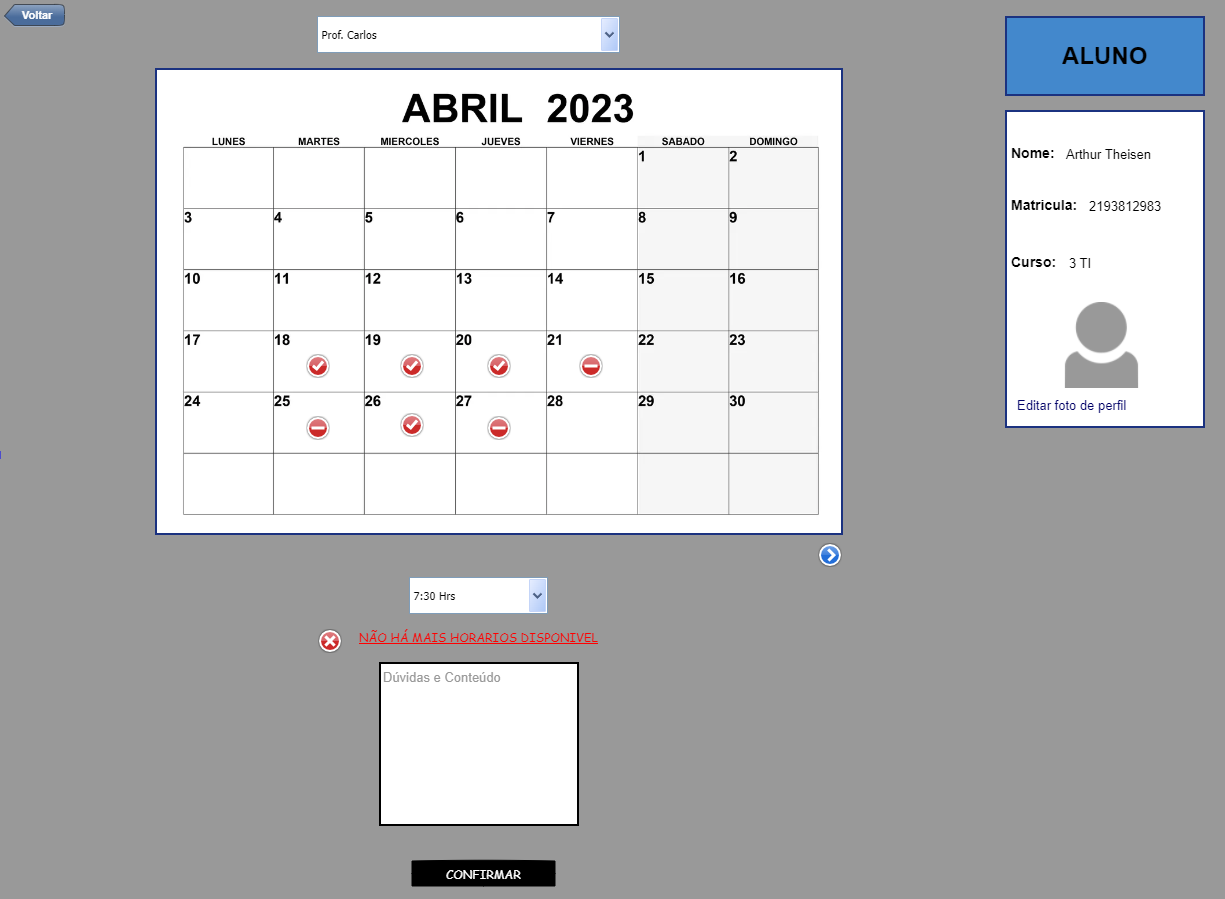 Voltar
Prof. Carlos
ALUNO
ABRIL 2023
LUNES MARTES MIERCOLES JUEVES VIERNES SABADO DOMINGO
1 2
3 4 5 6 7 8 9
10 11 12 13 14 15 16
17 18 19 20 21 22 23
24 25 26 27 28 29 30
Nome: Arthur Theisen
Matricula: 2193812983
Curso: 3 TI
Editar foto de perfil
7:30 Hrs
NÃO HÁ MAIS HORARIOS DISPONIVEL
Dúvidas e Conteúdo
CONFIRMAR